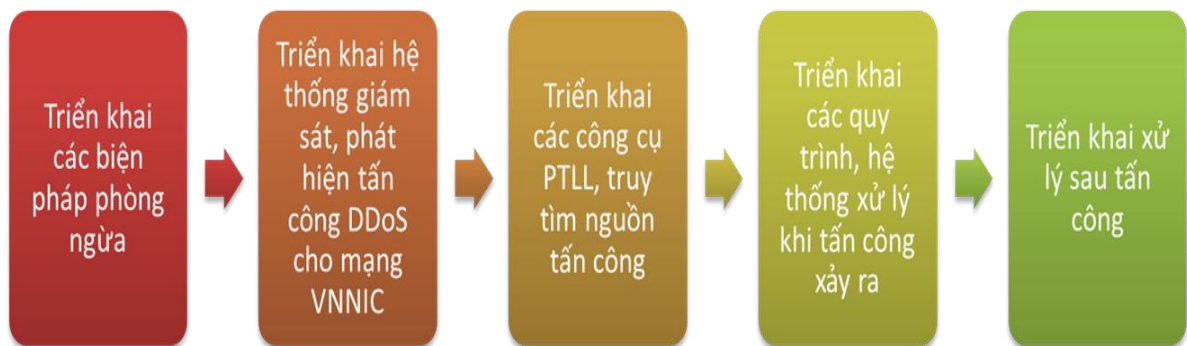 Triển khai
các biện
pháp phòng
ngừa
Triển khai hệ
thống giám
sát, phát
hiện tấn
công DDoS
cho mạng
VNNIC
Triển khai
các công cụ
PTLL, truy
tìm nguồn
tấn công
Triển khai
các quy
trình, hệ
thống xử lý
khi tấn công
xảy ra
Triển khai xử
lý sau tấn
công